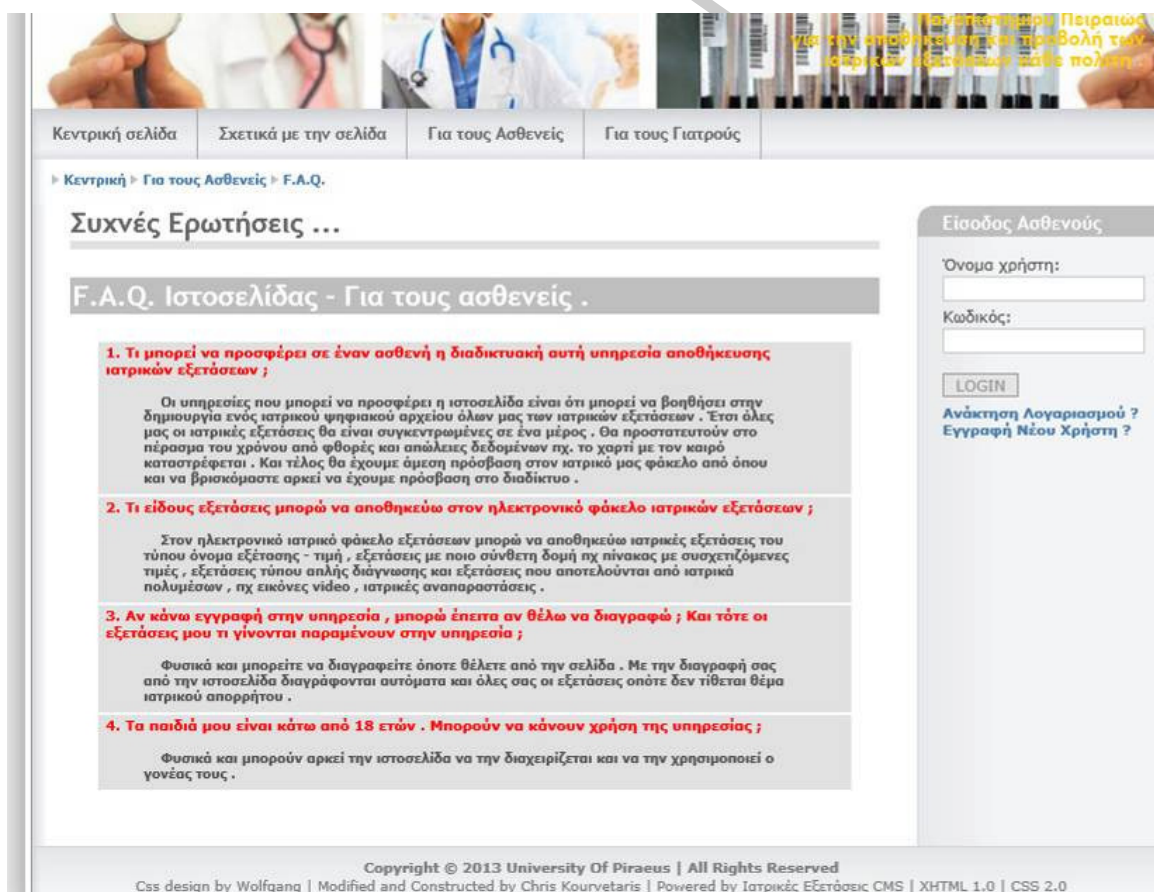 Πανεπιστημίου Πειραιώς
για την αποθήκευση και προβολή των
ιατρικών εξετάσεων κάθε πολίτη .
Κεντρική σελίδα
Σχετικά με την σελίδα
Για τους Ασθενείς
Για τους Γιατρούς
Κεντρική Για τους Ασθενείς F.A.Q.
Συχνές Ερωτήσεις ...
F.A.Q. Ιστοσελίδας - Για τους ασθενείς .
1. Τι μπορεί να προσφέρει σε έναν ασθενή η διαδικτυακή αυτή υπηρεσία αποθήκευσης
ιατρικών εξετάσεων ;
Οι υπηρεσίες που μπορεί να προσφέρει η ιστοσελίδα είναι ότι μπορεί να βοηθήσει στην
δημιουργία ενός ιατρικού ψηφιακού αρχείου όλων μας των ιατρικών εξετάσεων . Έτσι όλες
μας οι ιατρικές εξετάσεις θα είναι συγκεντρωμένες σε ένα μέρος . Θα προστατευτούν στο
πέρασμα του χρόνου από φθορές και απώλειες δεδομένων πχ. το χαρτί με τον καιρό
καταστρέφεται . Και τέλος θα έχουμε άμεση πρόσβαση στον ιατρικό μας φάκελο από όπου
και να βρισκόμαστε αρκεί να έχουμε πρόσβαση στο διαδίκτυο .
2. Τι είδους εξετάσεις μπορώ να αποθηκεύω στον ηλεκτρονικό φάκελο ιατρικών εξετάσεων ;
Στον ηλεκτρονικό ιατρικό φάκελο εξετάσεων μπορώ να αποθηκεύω ιατρικές εξετάσεις του
τύπου όνομα εξέτασης - τιμή , εξετάσεις με ποιο σύνθετη δομή πχ πίνακας με συσχετιζόμενες
τιμές , εξετάσεις τύπου απλής διάγνωσης και εξετάσεις που αποτελούνται από ιατρικά
πολυμέσων , πχ εικόνες video , ιατρικές αναπαραστάσεις .
3. Αν κάνω εγγραφή στην υπηρεσία , μπορώ έπειτα αν θέλω να διαγραφώ ; Και τότε οι
εξετάσεις μου τι γίνονται παραμένουν στην υπηρεσία ;
Φυσικά και μπορείτε να διαγραφείτε όποτε θέλετε από την σελίδα . Με την διαγραφή σας
από την ιστοσελίδα διαγράφονται αυτόματα και όλες σας οι εξετάσεις οπότε δεν τίθεται θέμα
ιατρικού απορρήτου .
4. Τα παιδιά μου είναι κάτω από 18 ετών . Μπορούν να κάνουν χρήση της υπηρεσίας ;
Φυσικά και μπορούν αρκεί την ιστοσελίδα να την διαχειρίζεται και να την χρησιμοποιεί ο
γονέας τους .
Είσοδος Ασθενούς
Όνομα χρήστη:
Κωδικός:
LOGIN
Ανάκτηση Λογαριασμού ?
Εγγραφή Νέου Χρήστη ?
Copyright © 2013 University Of Piraeus | All Rights Reserved
Css design by Wolfgang | Modified and Constructed by Chris Kourvetaris | Powered by Ιατρικές Εξετάσεις CMS | XHTML 1.0 | CSS 2.0